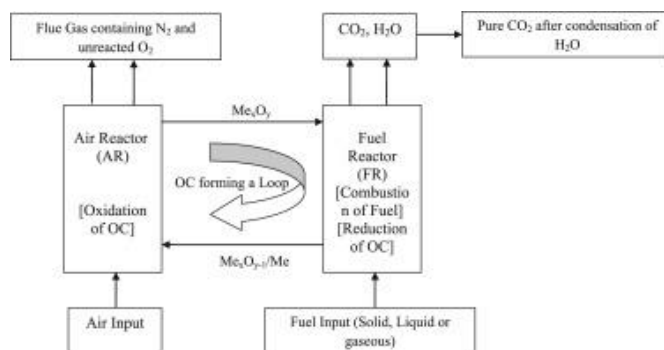 Flue Gas containing N₂ and
unreacted O₂
CO₂, H₂O
Pure CO₂ after condensation of
H₂O
MeₓOᵧ
Air Reactor
(AR)
[Oxidation
of OC]
OC forming a Loop
Fuel
Reactor
(FR)
[Combustio
n of Fuel]
[Reduction
of OC]
MeₓOᵧ₋₁/Me
Air Input
Fuel Input (Solid, Liquid or
gaseous)